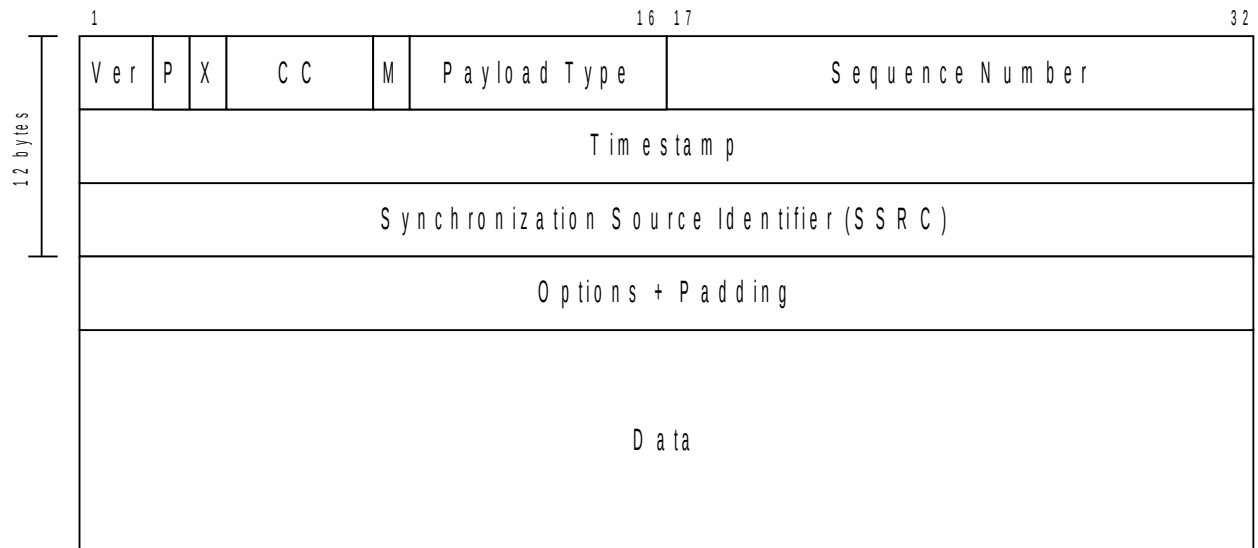 1 16 17 32
Ver P X CC M Payload Type Sequence Number
12 bytes
Timestamp
Synchronization Source Identifier (SSRC)
Options + Padding
Data